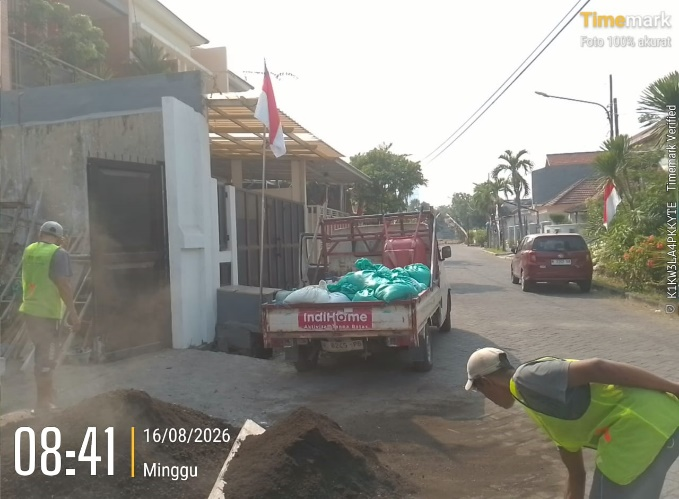 Timemark
Foto 100% akurat
© K1KW3LA4PKKYTE Timemark Verified
IndiHome
08:41
16/08/2026
Minggu